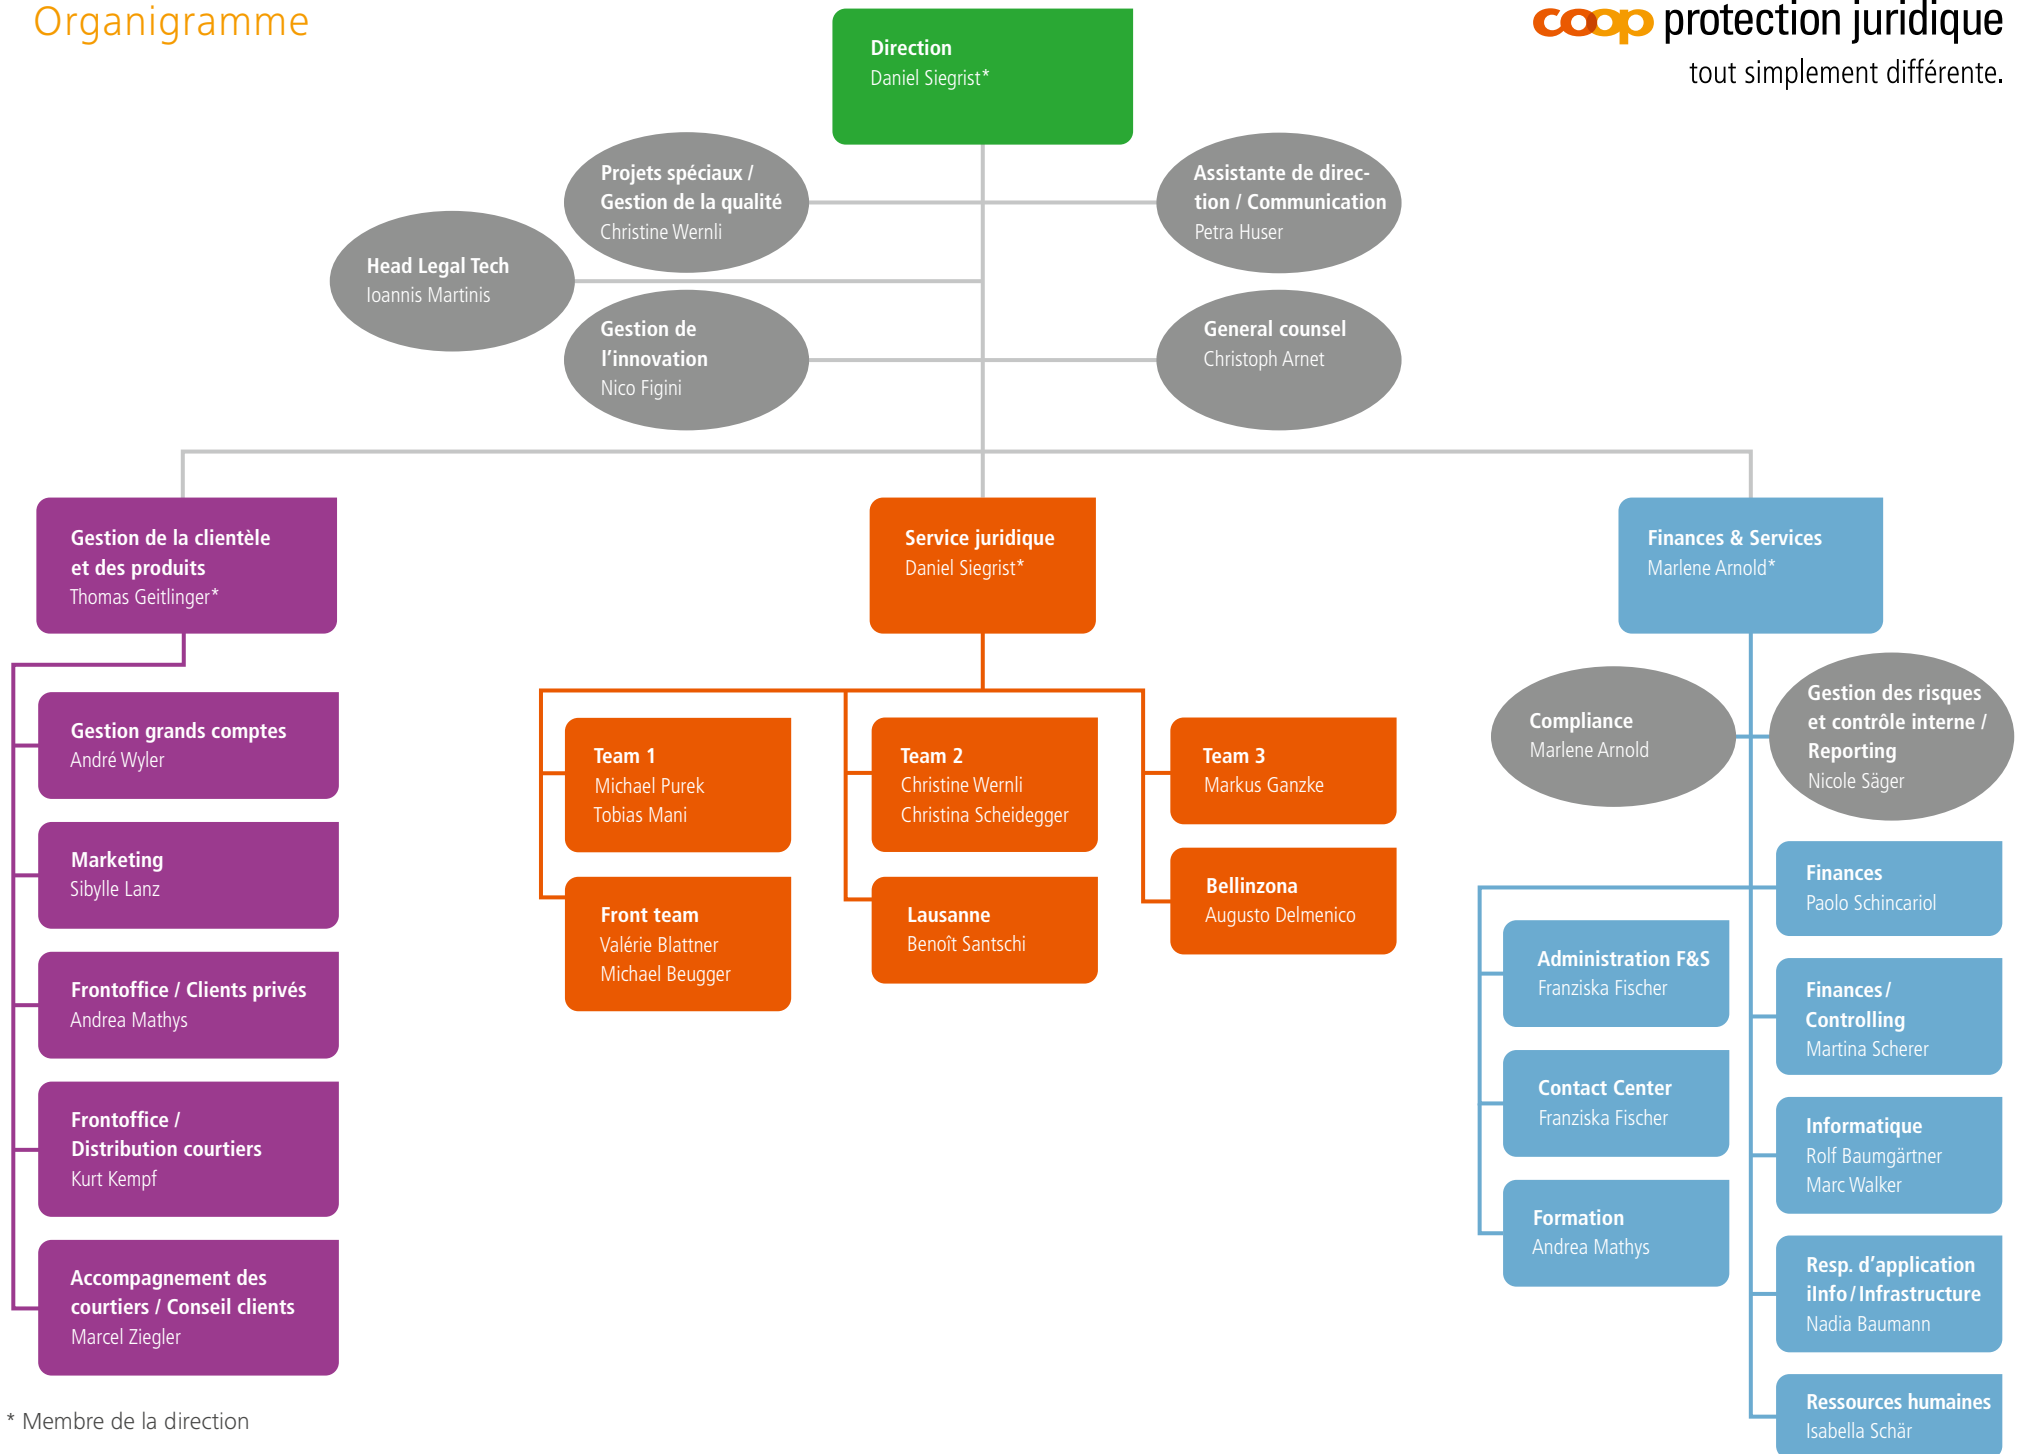 Organigramme
coop protection juridique
tout simplement différente.
Direction
Daniel Siegrist*
Projets spéciaux /
Gestion de la qualité
Christine Wernli
Assistante de direc-
tion / Communication
Petra Huser
Head Legal Tech
Ioannis Martinis
Gestion de
l’innovation
Nico Figini
General counsel
Christoph Arnet
Gestion de la clientèle
et des produits
Thomas Geitlinger*
Gestion grands comptes
André Wyler
Marketing
Sibylle Lanz
Frontoffice / Clients privés
Andrea Mathys
Frontoffice /
Distribution courtiers
Kurt Kempf
Accompagnement des
courtiers / Conseil clients
Marcel Ziegler
Service juridique
Daniel Siegrist*
Team 1
Michael Purek
Tobias Mani
Team 2
Christine Wernli
Christina Scheidegger
Team 3
Markus Ganzke
Front team
Valérie Blattner
Michael Beugger
Lausanne
Benoît Santschi
Bellinzona
Augusto Delmenico
Finances & Services
Marlene Arnold*
Compliance
Marlene Arnold
Gestion des risques
et contrôle interne /
Reporting
Nicole Säger
Administration F&S
Franziska Fischer
Contact Center
Franziska Fischer
Formation
Andrea Mathys
Finances
Paolo Schincariol
Finances /
Controlling
Martina Scherer
Informatique
Rolf Baumgärtner
Marc Walker
Resp. d’application
iInfo / Infrastructure
Nadia Baumann
Ressources humaines
Isabella Schär
* Membre de la direction